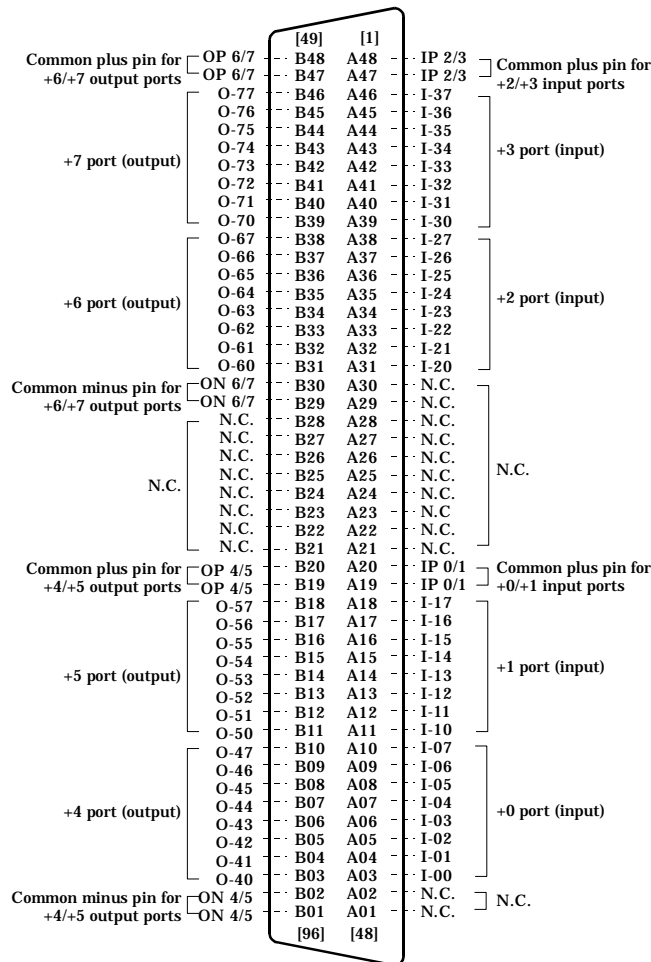 [49] [1]
Common plus pin for +6/+7 output ports
OP 6/7 B48 A48 IP 2/3
OP 6/7 B47 A47 IP 2/3
Common plus pin for +2/+3 input ports
O-77 B46 A46 I-37
O-76 B45 A45 I-36
O-75 B44 A44 I-35
O-74 B43 A43 I-34
+7 port (output)
+3 port (input)
O-73 B42 A42 I-33
O-72 B41 A41 I-32
O-71 B40 A40 I-31
O-70 B39 A39 I-30
O-67 B38 A38 I-27
O-66 B37 A37 I-26
O-65 B36 A36 I-25
O-64 B35 A35 I-24
+6 port (output)
+2 port (input)
O-63 B34 A34 I-23
O-62 B33 A33 I-22
O-61 B32 A32 I-21
O-60 B31 A31 I-20
Common minus pin for +6/+7 output ports
ON 6/7 B30 A30 N.C.
ON 6/7 B29 A29 N.C.
N.C. B28 A28 N.C.
N.C. B27 A27 N.C.
N.C. B26 A26 N.C.
N.C. B25 A25 N.C.
N.C.
N.C.
N.C. B24 A24 N.C.
N.C. B23 A23 N.C
N.C. B22 A22 N.C.
N.C. B21 A21 N.C.
Common plus pin for +4/+5 output ports
OP 4/5 B20 A20 IP 0/1
OP 4/5 B19 A19 IP 0/1
Common plus pin for +0/+1 input ports
O-57 B18 A18 I-17
O-56 B17 A17 I-16
O-55 B16 A16 I-15
O-54 B15 A15 I-14
+5 port (output)
+1 port (input)
O-53 B14 A14 I-13
O-52 B13 A13 I-12
O-51 B12 A12 I-11
O-50 B11 A11 I-10
O-47 B10 A10 I-07
O-46 B09 A09 I-06
O-45 B08 A08 I-05
O-44 B07 A07 I-04
+4 port (output)
+0 port (input)
O-43 B06 A06 I-03
O-42 B05 A05 I-02
O-41 B04 A04 I-01
O-40 B03 A03 I-00
Common minus pin for +4/+5 output ports
ON 4/5 B02 A02 N.C.
ON 4/5 B01 A01 N.C.
N.C.
[96] [48]